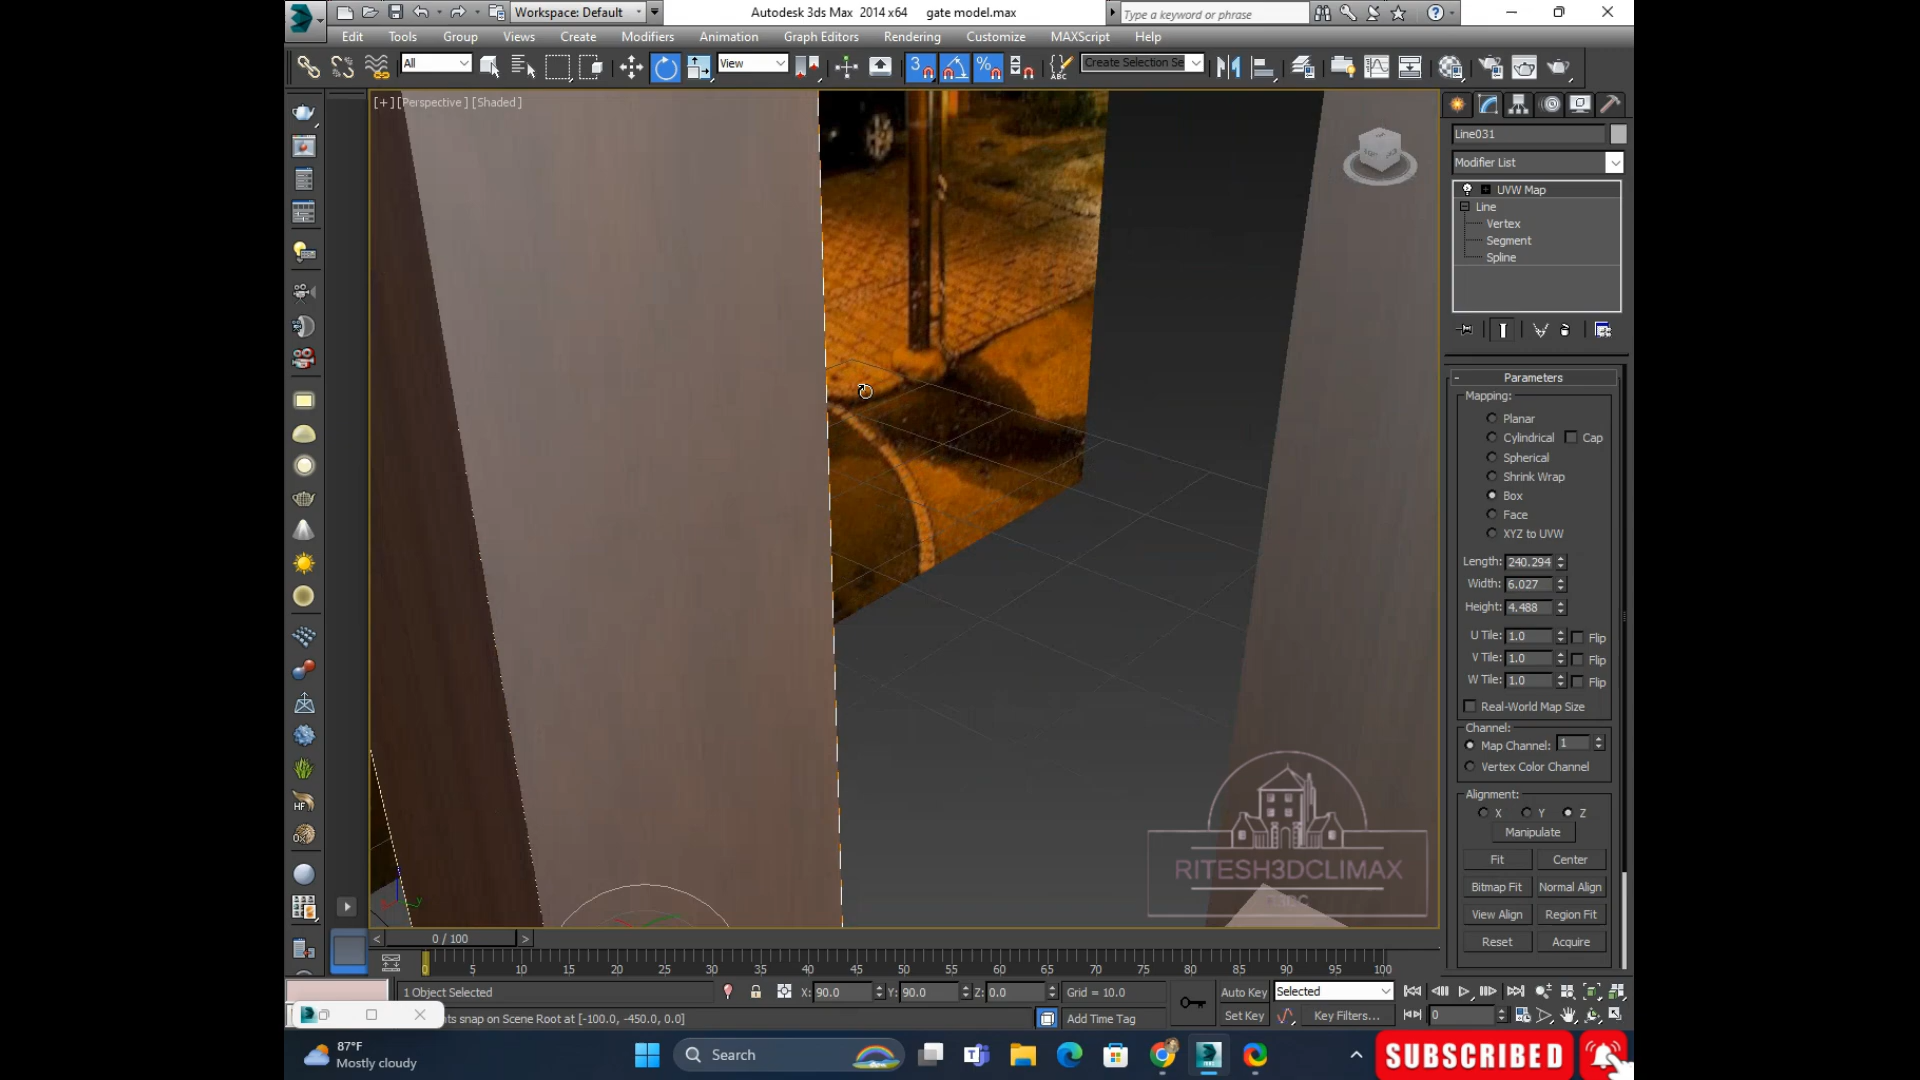 Workspace: Default
Autodesk 3ds Max 2014 x64 gate model.max
Type a keyword or phrase
Edit Tools Group Views Create Modifiers Animation Graph Editors Rendering Customize MAXScript Help
All
View
3
Create Selection Se
[+] [Perspective ] [Shaded ]
Line031
Modifier List
UVW Map
Line
Vertex
Segment
Spline
Parameters
Mapping:
Planar
Cylindrical Cap
Spherical
Shrink Wrap
Box
Face
XYZ to UVW
Length: 240.294
Width: 6.027
Height: 4.488
U Tile: 1.0 Flip
V Tile: 1.0 Flip
W Tile: 1.0 Flip
Real-World Map Size
Channel:
Map Channel: 1
Vertex Color Channel
Alignment:
X Y Z
Manipulate
Fit Center
Bitmap Fit Normal Align
View Align Region Fit
Reset Acquire
RITESH3DCLIMAX
HF
0 / 100
0 5 10 15 20 25 30 35 40 45 50 55 60 65 70 75 80 85 90 95 100
1 Object Selected X: 90.0 Y: 90.0 Z: 0.0 Grid = 10.0 Auto Key Selected
ts snap on Scene Root at [-100.0, -450.0, 0.0] Add Time Tag Set Key Key Filters... 0
87°F
Mostly cloudy
Search
SUBSCRIBED